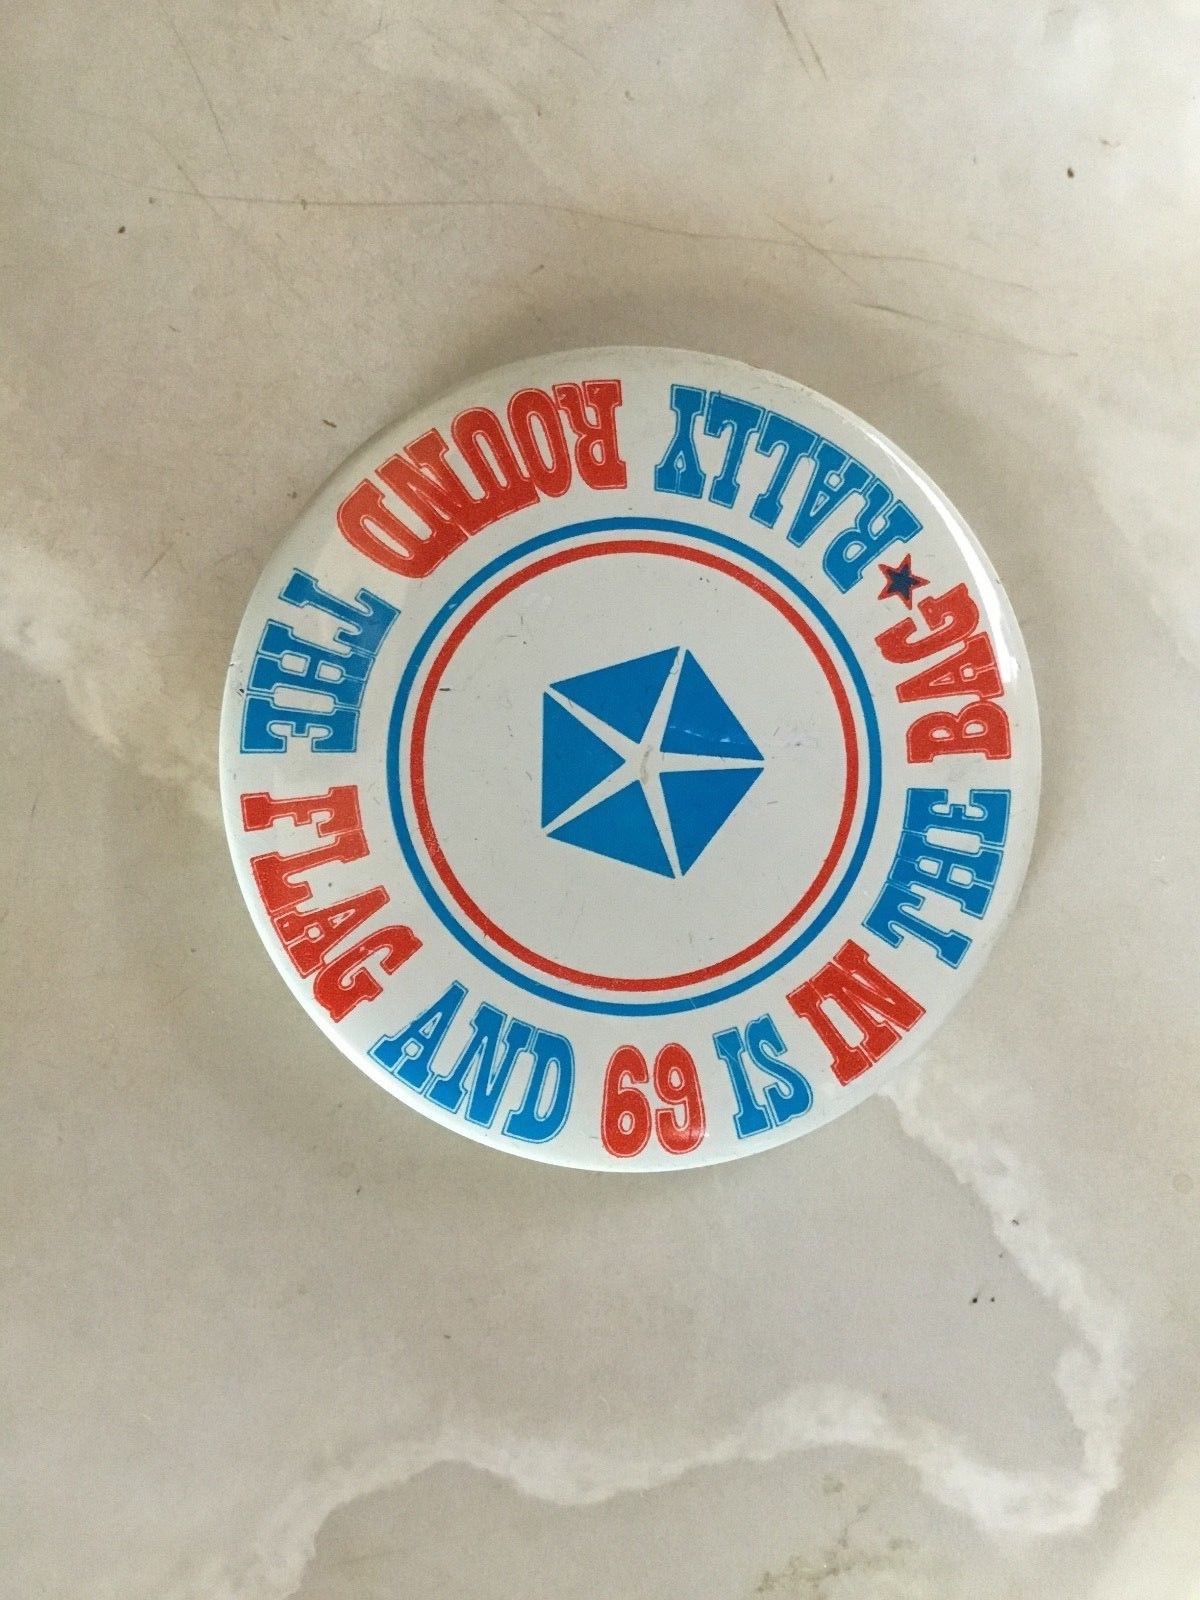 RALLY ROUND THE FLAG AND 69 IS IN THE BAG